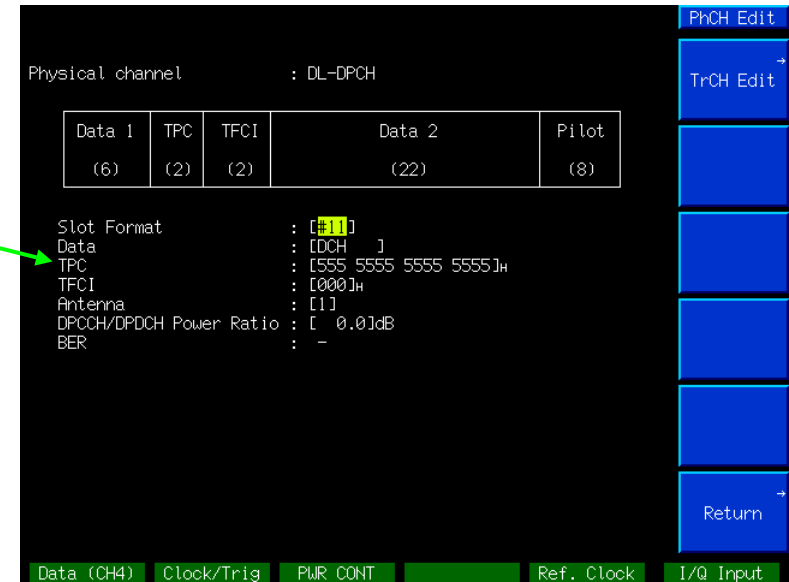 PhCH Edit
Physical channel : DL-DPCH
→
TrCH Edit
Data 1 TPC TFCI Data 2 Pilot
(6) (2) (2) (22) (8)
Slot Format : [#11]
Data : [DCH ]
TPC : [555 5555 5555 5555]H
TFCI : [000]H
Antenna : [1]
DPCCH/DPDCH Power Ratio : [ 0.0]dB
BER : -
→
Return
Data (CH4) Clock/Trig PWR CONT Ref. Clock I/Q Input